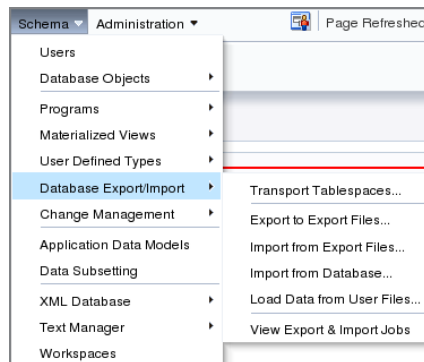 Schema Administration Page Refreshed
Users
Database Objects
Programs
Materialized Views
User Defined Types
Database Export/Import
Change Management
Application Data Models
Data Subsetting
XML Database
Text Manager
Workspaces
Transport Tablespaces...
Export to Export Files...
Import from Export Files...
Import from Database...
Load Data from User Files...
View Export & Import Jobs